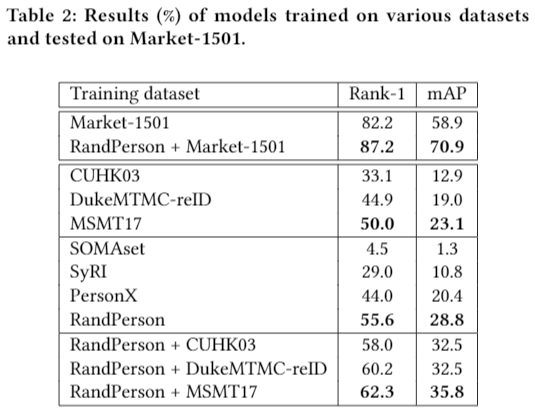 Table 2: Results (%) of models trained on various datasets
and tested on Market-1501.
Training dataset Rank-1 mAP
Market-1501 82.2 58.9
RandPerson + Market-1501 87.2 70.9
CUHK03 33.1 12.9
DukeMTMC-reID 44.9 19.0
MSMT17 50.0 23.1
SOMAset 4.5 1.3
SyRI 29.0 10.8
PersonX 44.0 20.4
RandPerson 55.6 28.8
RandPerson + CUHK03 58.0 32.5
RandPerson + DukeMTMC-reID 60.2 32.5
RandPerson + MSMT17 62.3 35.8